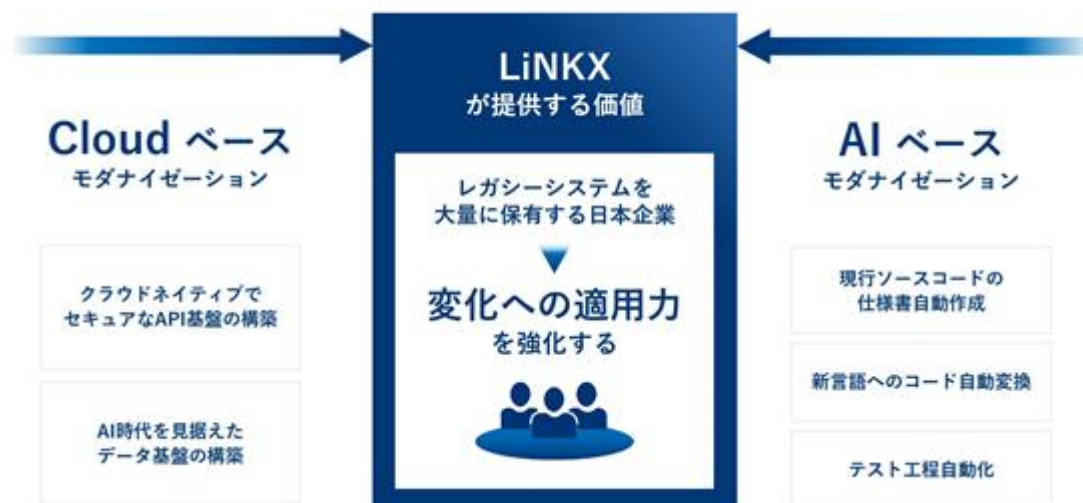 Cloud ベース
モダナイゼーション
クラウドネイティブで
セキュアなAPI基盤の構築
AI時代を見据えた
データ基盤の構築
LiNKX
が提供する価値
レガシーシステムを
大量に保有する日本企業
変化への適用力
を強化する
AI ベース
モダナイゼーション
現行ソースコードの
仕様書自動作成
新言語へのコード自動変換
テスト工程自動化